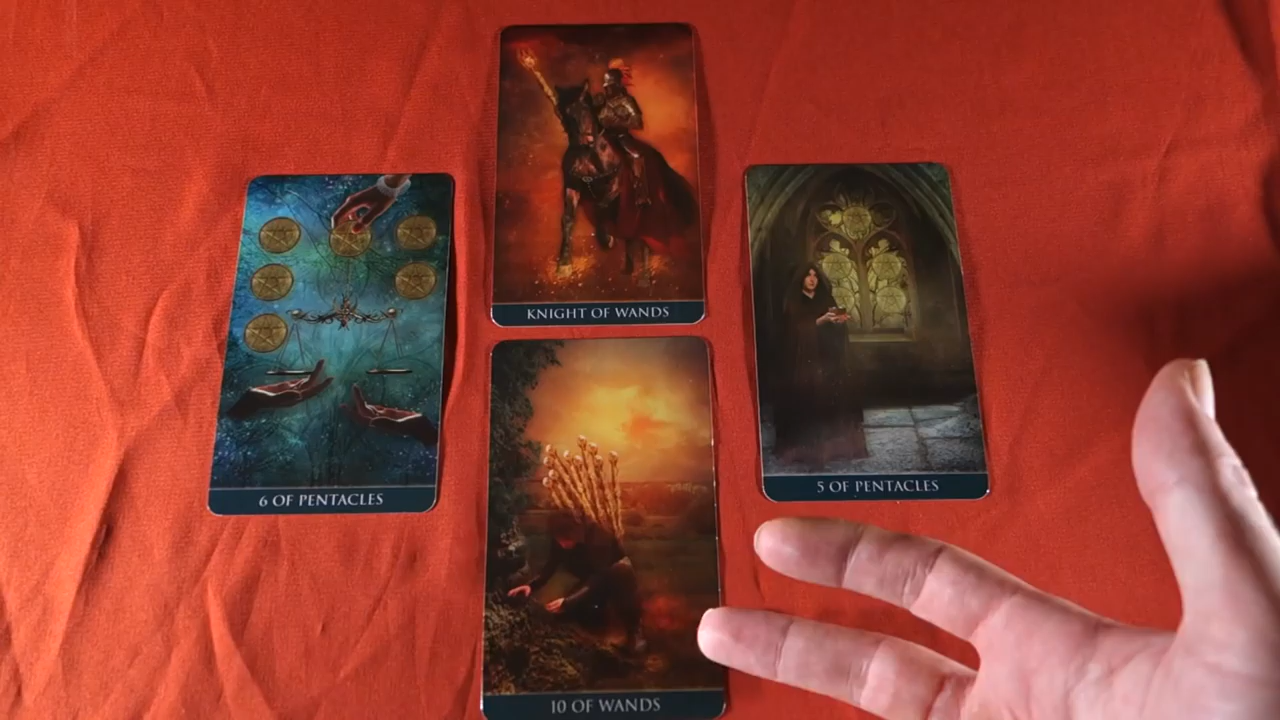 KNIGHT OF WANDS
6 OF PENTACLES
5 OF PENTACLES
10 OF WANDS